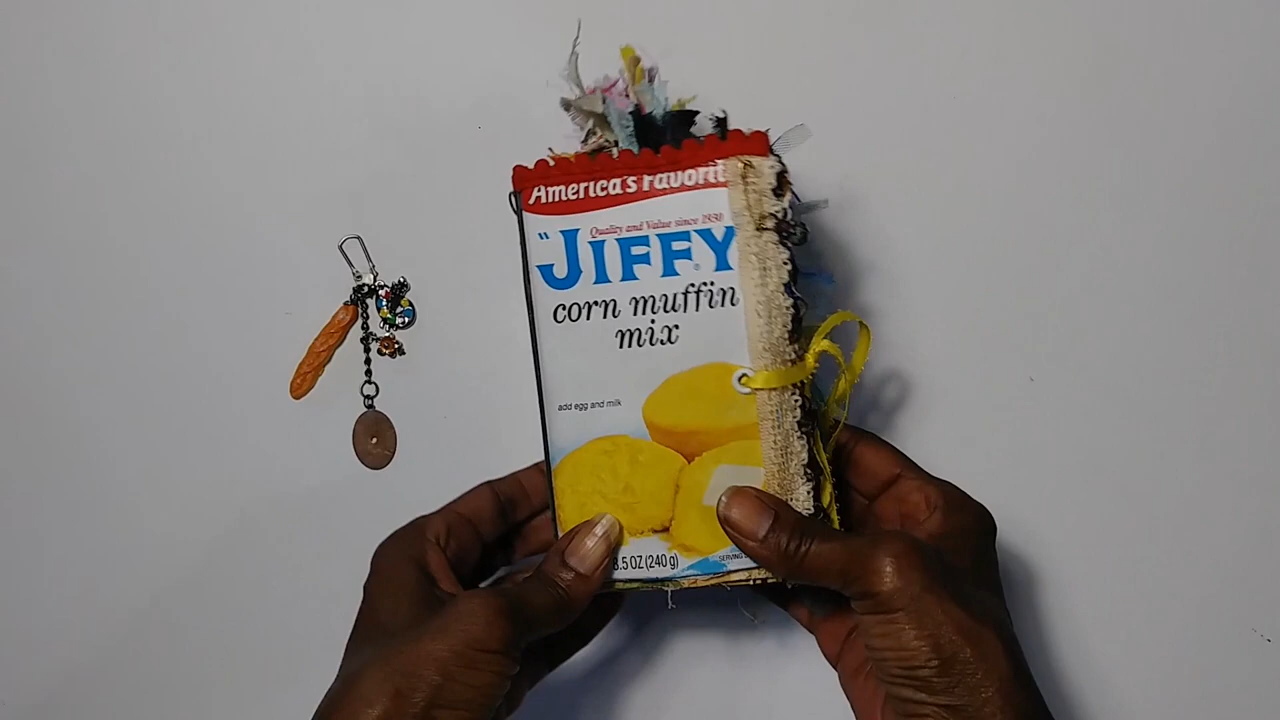 America's Favorit
Quality and Value since 1930
"JIFFY
corn muffin
mix
add egg and milk
8.5 OZ (240 g)
SERVING